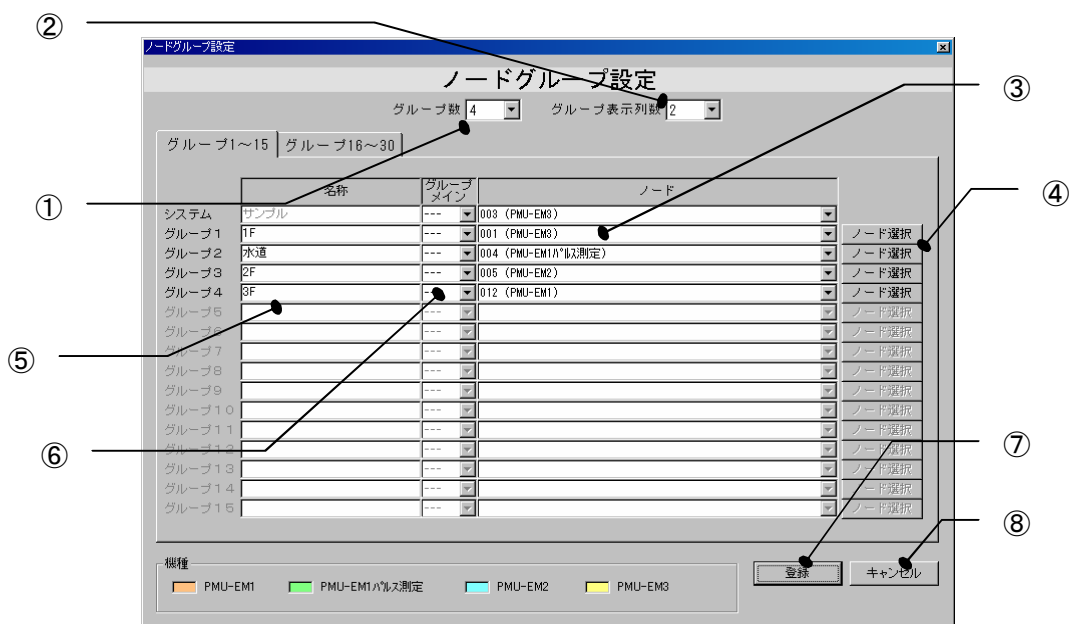 ②
ノードグループ設定
ノードグループ設定
③
グループ数 4 グループ表示列数 2
グループ1～15 グループ16～30
④
①
名称 グループメイン ノード
システム サンプル --- 003 (PMU-EM3)
グループ1 1F --- 001 (PMU-EM3) ノード選択
グループ2 水道 --- 004 (PMU-EM1ﾊﾟﾙｽ測定) ノード選択
グループ3 2F --- 005 (PMU-EM2) ノード選択
グループ4 3F --- 012 (PMU-EM1) ノード選択
グループ5 --- ノード選択
⑤
グループ6 --- ノード選択
グループ7 --- ノード選択
グループ8 --- ノード選択
グループ9 --- ノード選択
グループ10 --- ノード選択
グループ11 --- ノード選択
⑥
グループ12 --- ノード選択
⑦
グループ13 --- ノード選択
グループ14 --- ノード選択
グループ15 --- ノード選択
⑧
機種
PMU-EM1 PMU-EM1ﾊﾟﾙｽ測定 PMU-EM2 PMU-EM3
登録 キャンセル